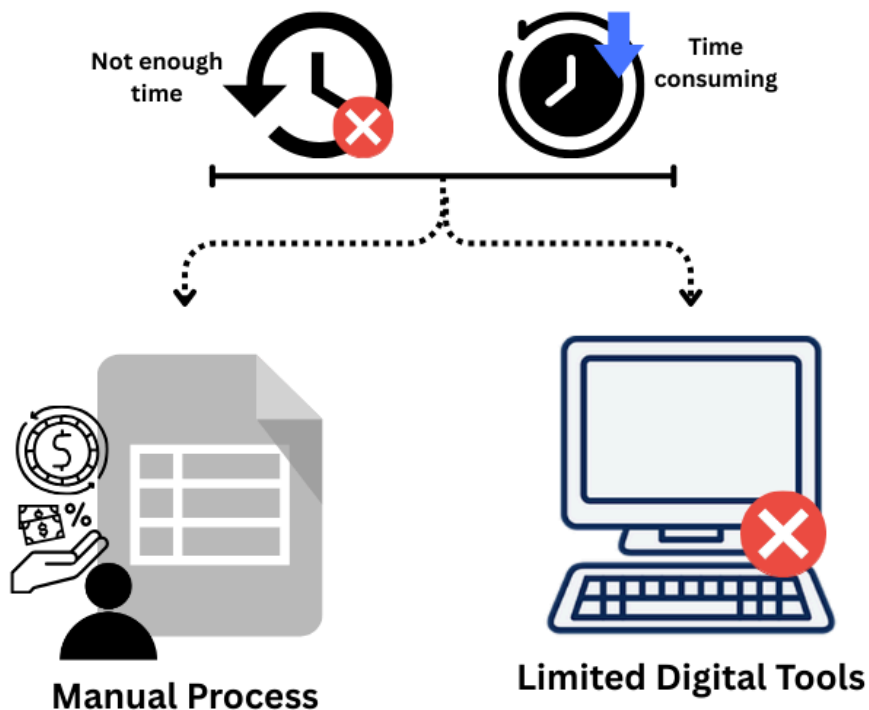 Not enough
time
Time
consuming
$
%
$
Manual Process
Limited Digital Tools